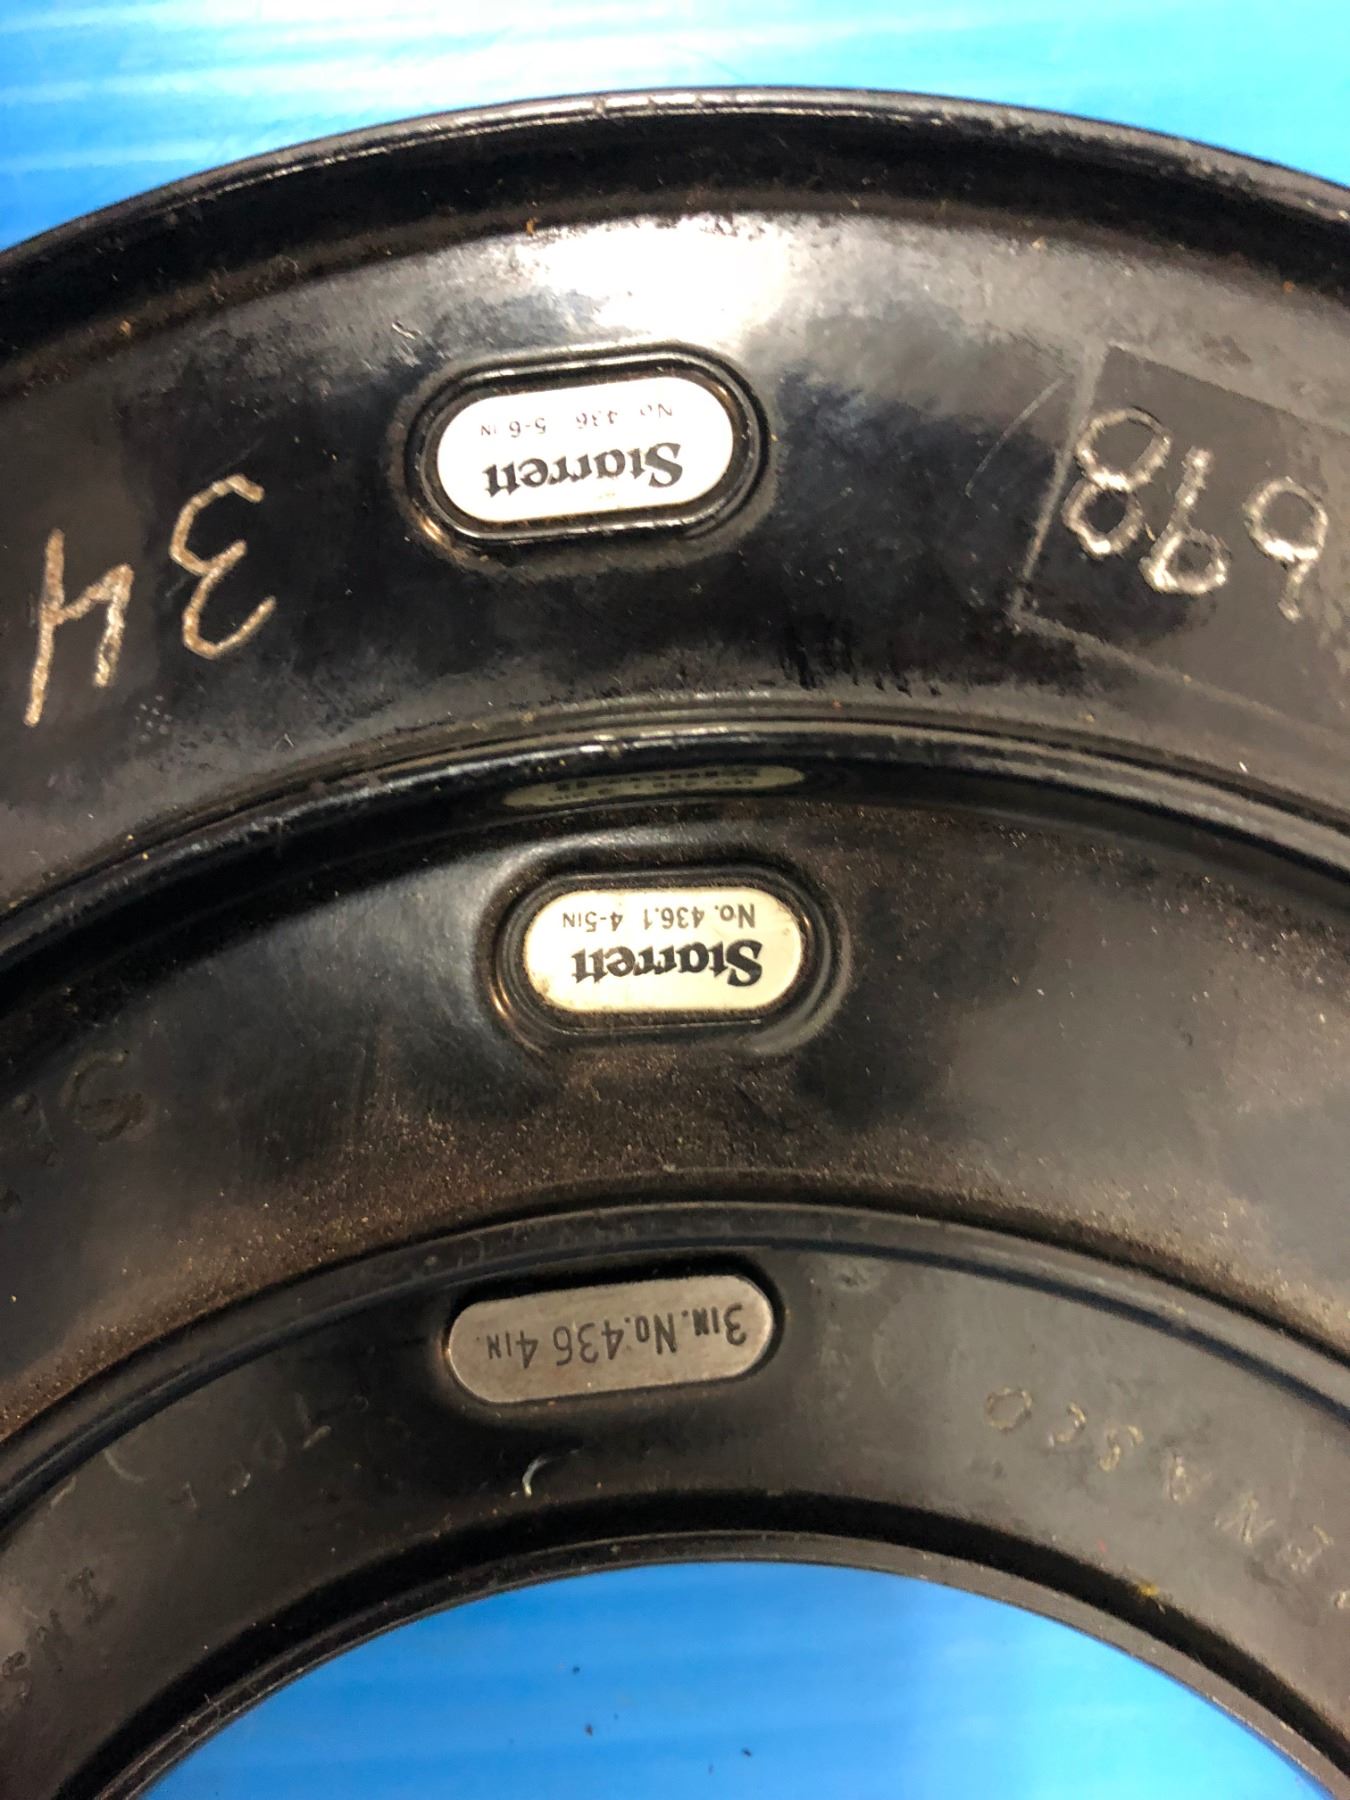 3IN. No.436 4IN.
Starrett
No. 436.1 4-5IN
698
Starrett
No. 436 5-6 IN
34